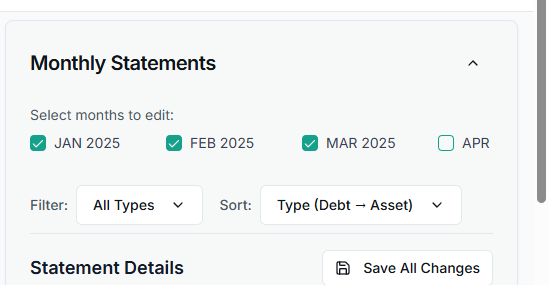 Monthly Statements
Select months to edit:
JAN 2025 FEB 2025 MAR 2025 APR
Filter: All Types Sort: Type (Debt → Asset)
Statement Details Save All Changes